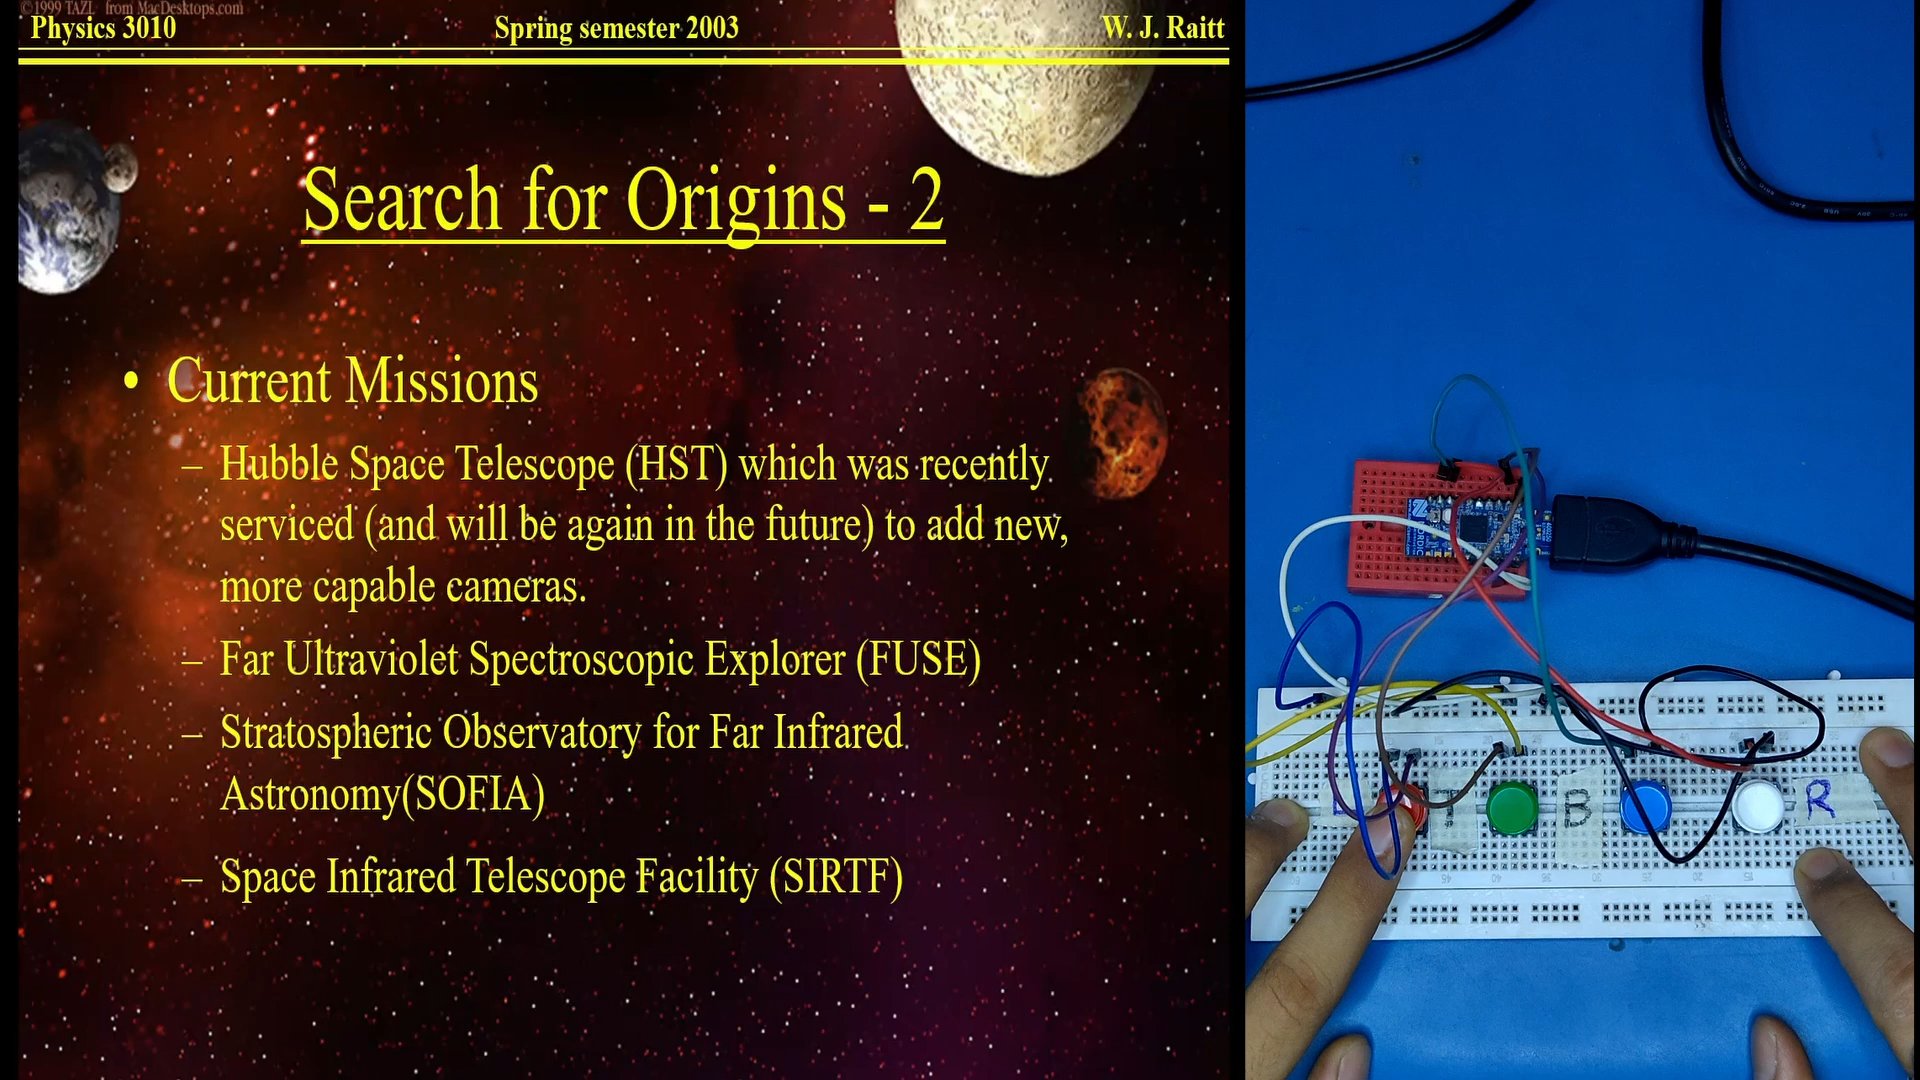 ©1999 TAZL from MacDesktops.com
Physics 3010 Spring semester 2003 W. J. Raitt
Search for Origins - 2
• Current Missions
– Hubble Space Telescope (HST) which was recently
serviced (and will be again in the future) to add new,
more capable cameras.
– Far Ultraviolet Spectroscopic Explorer (FUSE)
– Stratospheric Observatory for Far Infrared
Astronomy(SOFIA)
– Space Infrared Telescope Facility (SIRTF)
NORDIC
L T B R